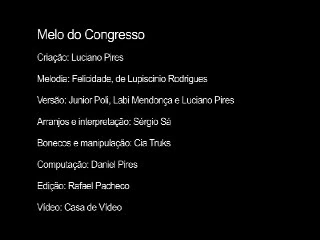 Melo do Congresso
Criação: Luciano Pires
Melodia: Felicidade, de Lupiscinio Rodrigues
Versão: Junior Poli, Labi Mendonça e Luciano Pires
Arranjos e interpretação: Sérgio Sá
Bonecos e manipulação: Cia Truks
Computação: Daniel Pires
Edição: Rafael Pacheco
Vídeo: Casa de Vídeo